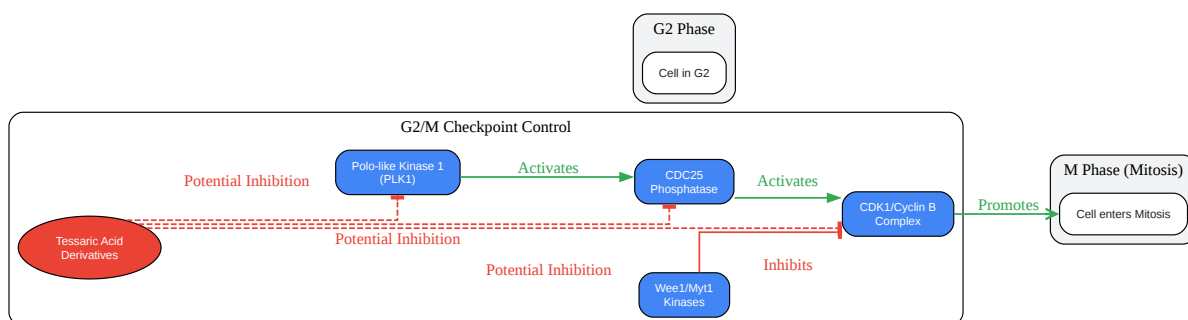 G2 Phase
Cell in G2
G2/M Checkpoint Control
Polo-like Kinase 1
(PLK1)
Activates
CDC25
Phosphatase
Activates
M Phase (Mitosis)
Potential Inhibition
CDK1/Cyclin B
Complex
Promotes
Cell enters Mitosis
Tessaric Acid
Derivatives
Potential Inhibition
Potential Inhibition
Inhibits
Wee1/Myt1
Kinases